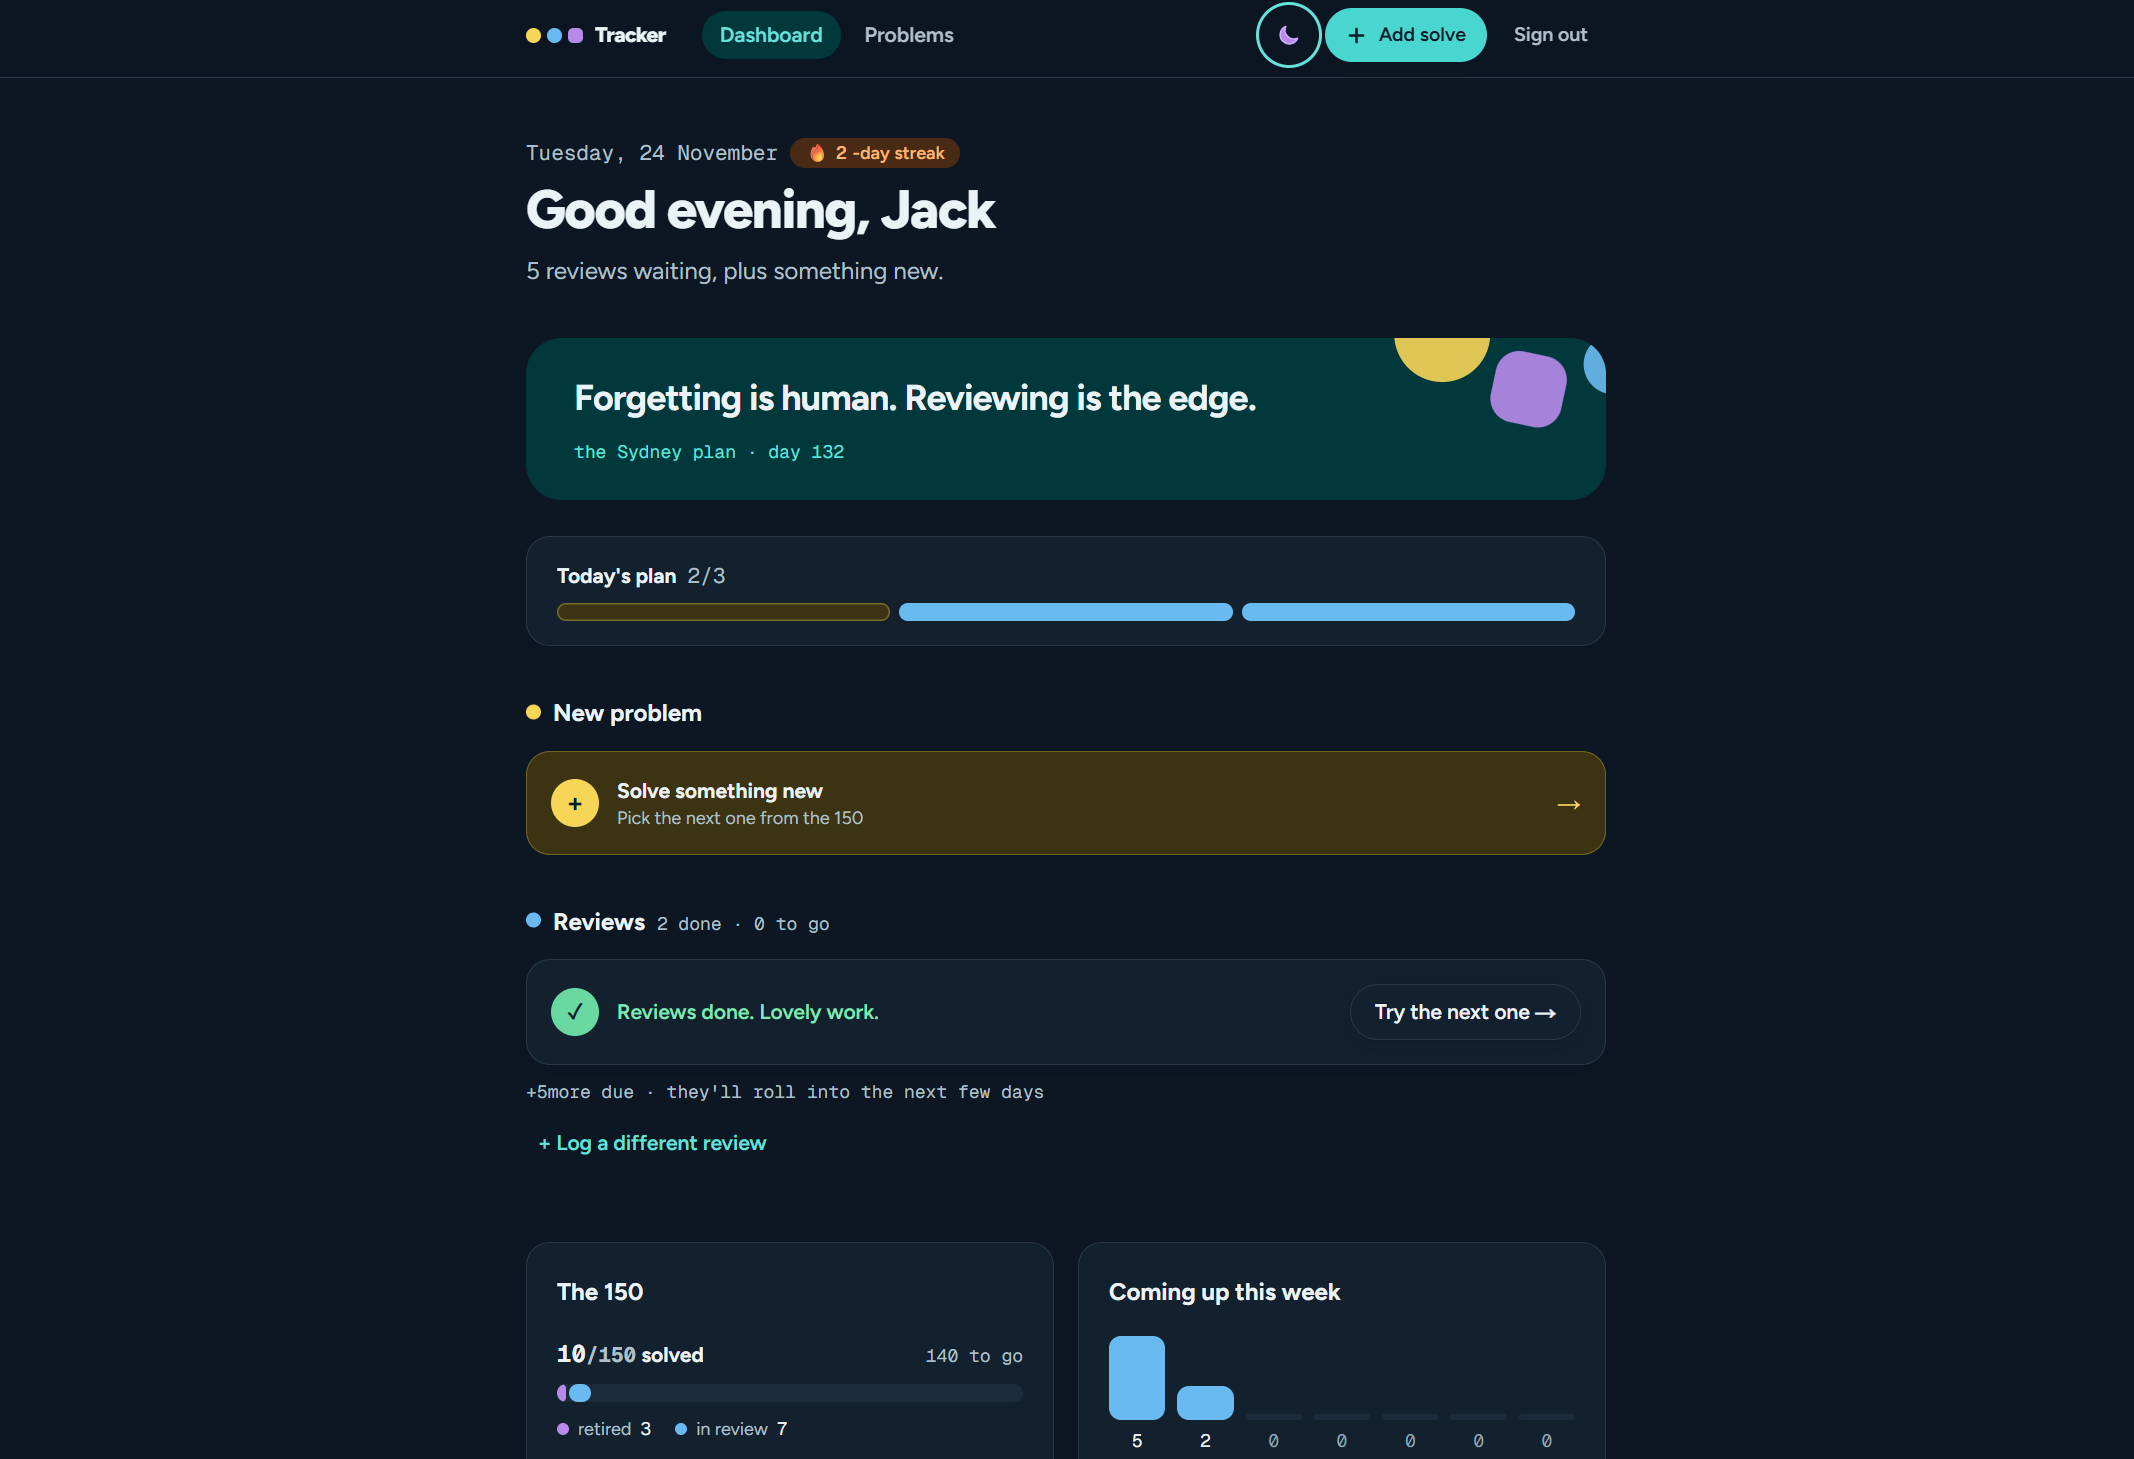 Tracker Dashboard Problems + Add solve Sign out
Tuesday, 24 November 2 -day streak
Good evening, Jack
5 reviews waiting, plus something new.
Forgetting is human. Reviewing is the edge.
the Sydney plan · day 132
Today's plan 2/3
New problem
+ Solve something new →
Pick the next one from the 150
Reviews 2 done · 0 to go
✓ Reviews done. Lovely work. Try the next one →
+5more due · they'll roll into the next few days
+ Log a different review
The 150
10/150 solved 140 to go
retired 3 in review 7
Coming up this week
5 2 0 0 0 0 0